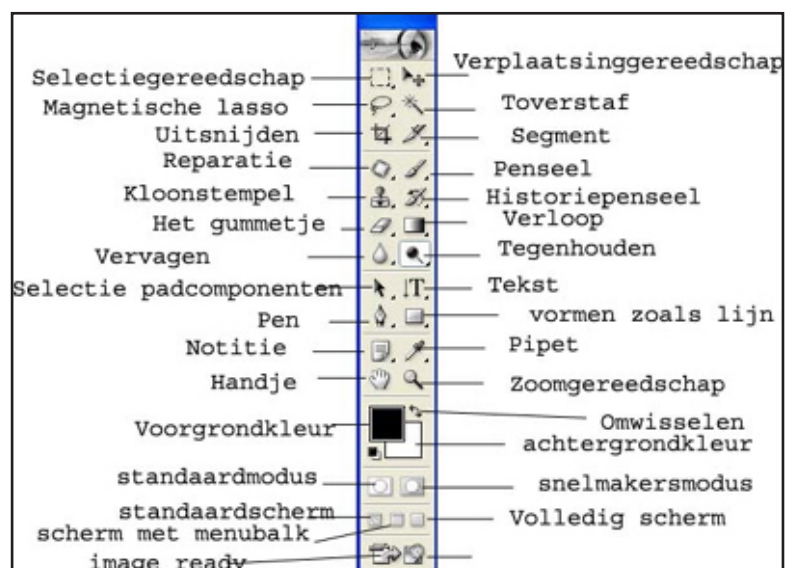 Selectiegereedschap
Verplaatsinggereedschap
Magnetische lasso
Toverstaf
Uitsnijden
Segment
Reparatie
Penseel
Kloonstempel
Historiepenseel
Het gummetje
Verloop
Vervagen
Tegenhouden
Selectie padcomponenten
Tekst
Pen
vormen zoals lijn
Notitie
Pipet
Handje
Zoomgereedschap
Voorgrondkleur
Omwisselen
achtergrondkleur
standaardmodus
snelmakersmodus
standaardscherm
Volledig scherm
scherm met menubalk
image ready